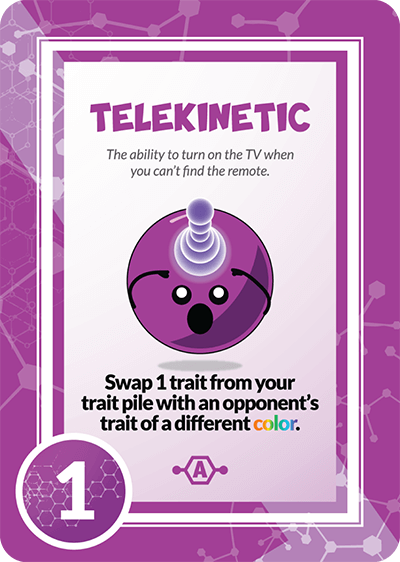 TELEKINETIC
The ability to turn on the TV when
you can't find the remote.
Swap 1 trait from your
trait pile with an opponent's
trait of a different color.
A
1